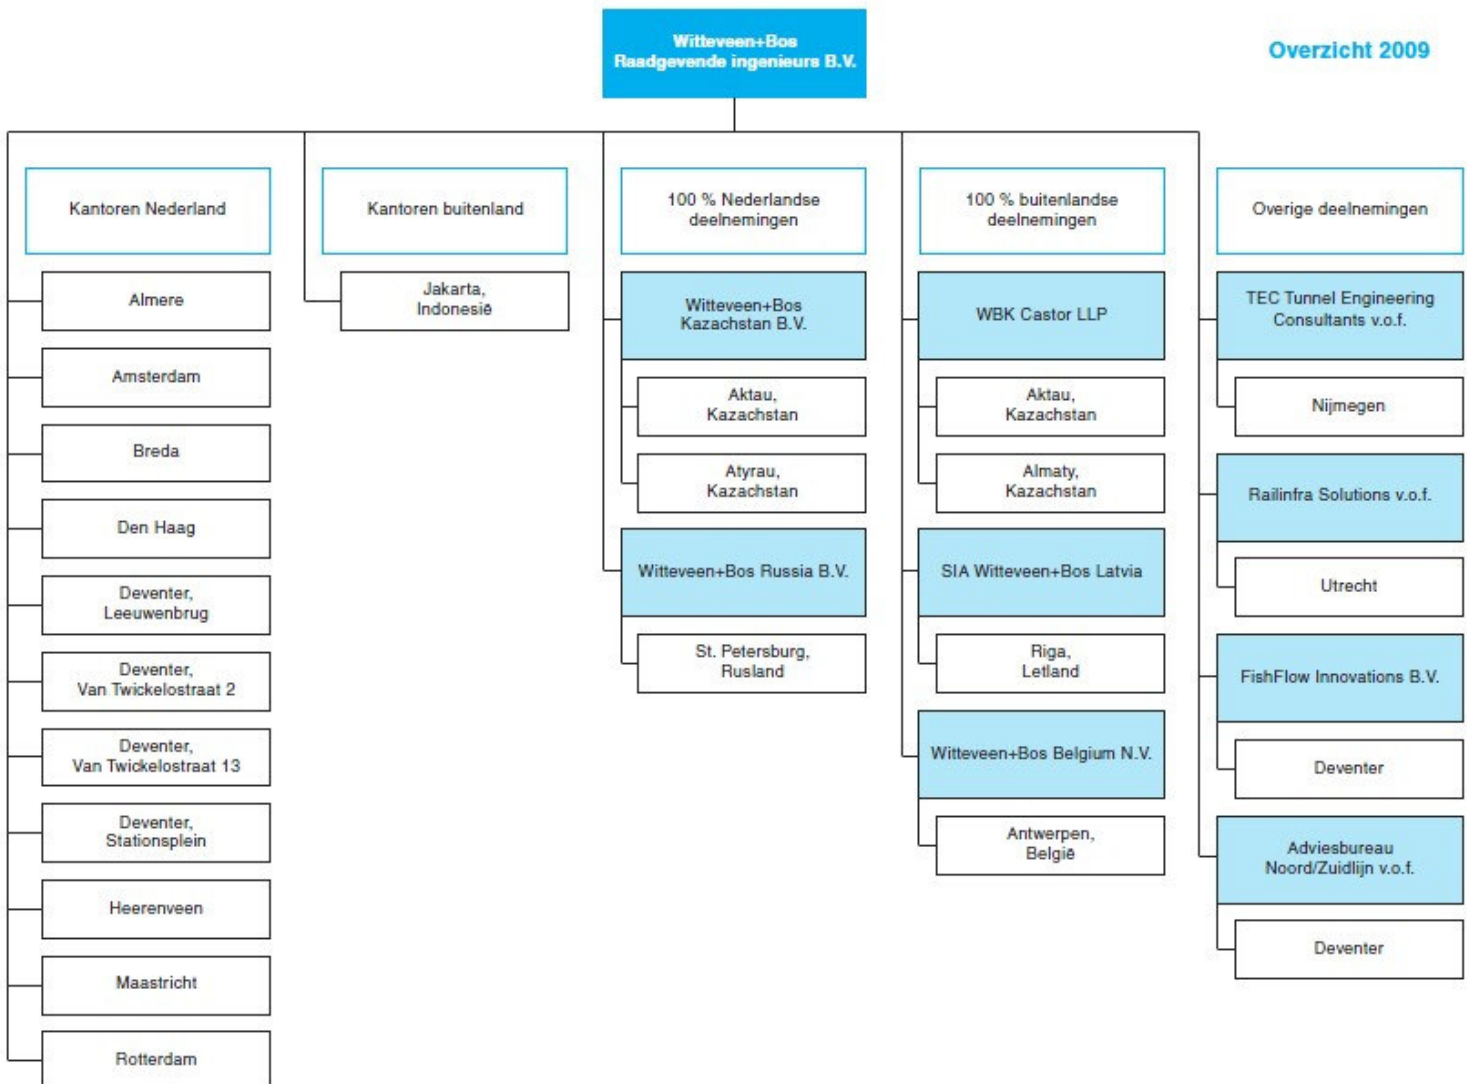 Witteveen+Bos
Raadgevende ingenieurs B.V.
Overzicht 2009
Kantoren Nederland
Almere
Amsterdam
Breda
Den Haag
Deventer,
Leeuwenbrug
Deventer,
Van Twickelostraat 2
Deventer,
Van Twickelostraat 13
Deventer,
Stationsplein
Heerenveen
Maastricht
Rotterdam
Kantoren buitenland
Jakarta,
Indonesië
100 % Nederlandse
deelnemingen
Witteveen+Bos
Kazachstan B.V.
Aktau,
Kazachstan
Atyrau,
Kazachstan
Witteveen+Bos Russia B.V.
St. Petersburg,
Rusland
100 % buitenlandse
deelnemingen
WBK Castor LLP
Aktau,
Kazachstan
Almaty,
Kazachstan
SIA Witteveen+Bos Latvia
Riga,
Letland
Witteveen+Bos Belgium N.V.
Antwerpen,
België
Overige deelnemingen
TEC Tunnel Engineering
Consultants v.o.f.
Nijmegen
Railinfra Solutions v.o.f.
Utrecht
FishFlow Innovations B.V.
Deventer
Adviesbureau
Noord/Zuidlijn v.o.f.
Deventer